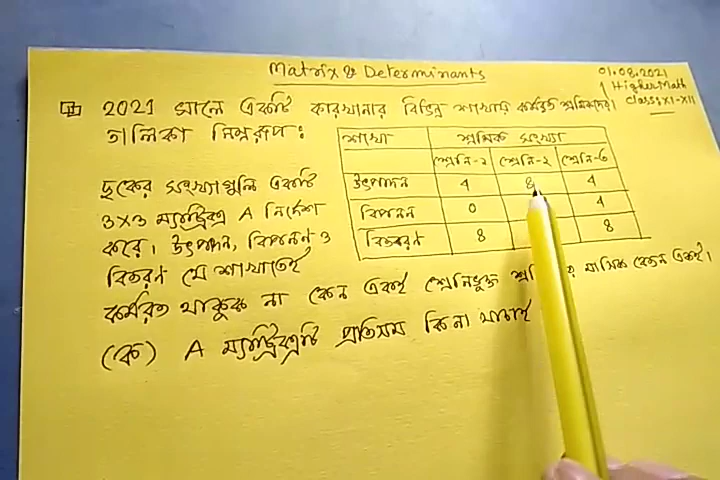 Matrix & Determinants
01.08.2021
Higher Math
Class: XI-XII
2021 সালে একটি কারখানার বিভিন্ন শাখায় কর্মরত শ্রমিকদের
তালিকা নিম্নরূপ:
শাখা শ্রমিক সংখ্যা
শ্রেনি-১ শ্রেনি-২ শ্রেনি-৩
উৎপাদন 4 8 4
বিপনন 0 4
বিতরণ 8 8
ছকের সংখ্যাগুলি একটি
3×3 ম্যাট্রিক্স A নির্দেশ
করে। উৎপাদন, বিপনন ও
বিতরণ যে শাখাতেই
কর্মরত থাকুক না কেন একই শ্রেনিভুক্ত মাসিক বেতন একই।
(ক) A ম্যাট্রিক্সটি প্রতিসম কিনা যাচাই